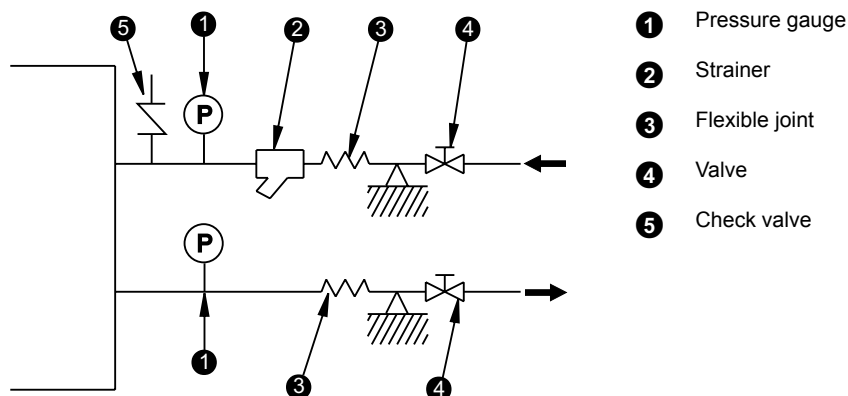 5 1 2 3 4
P
P
1 3 4
1 Pressure gauge
2 Strainer
3 Flexible joint
4 Valve
5 Check valve